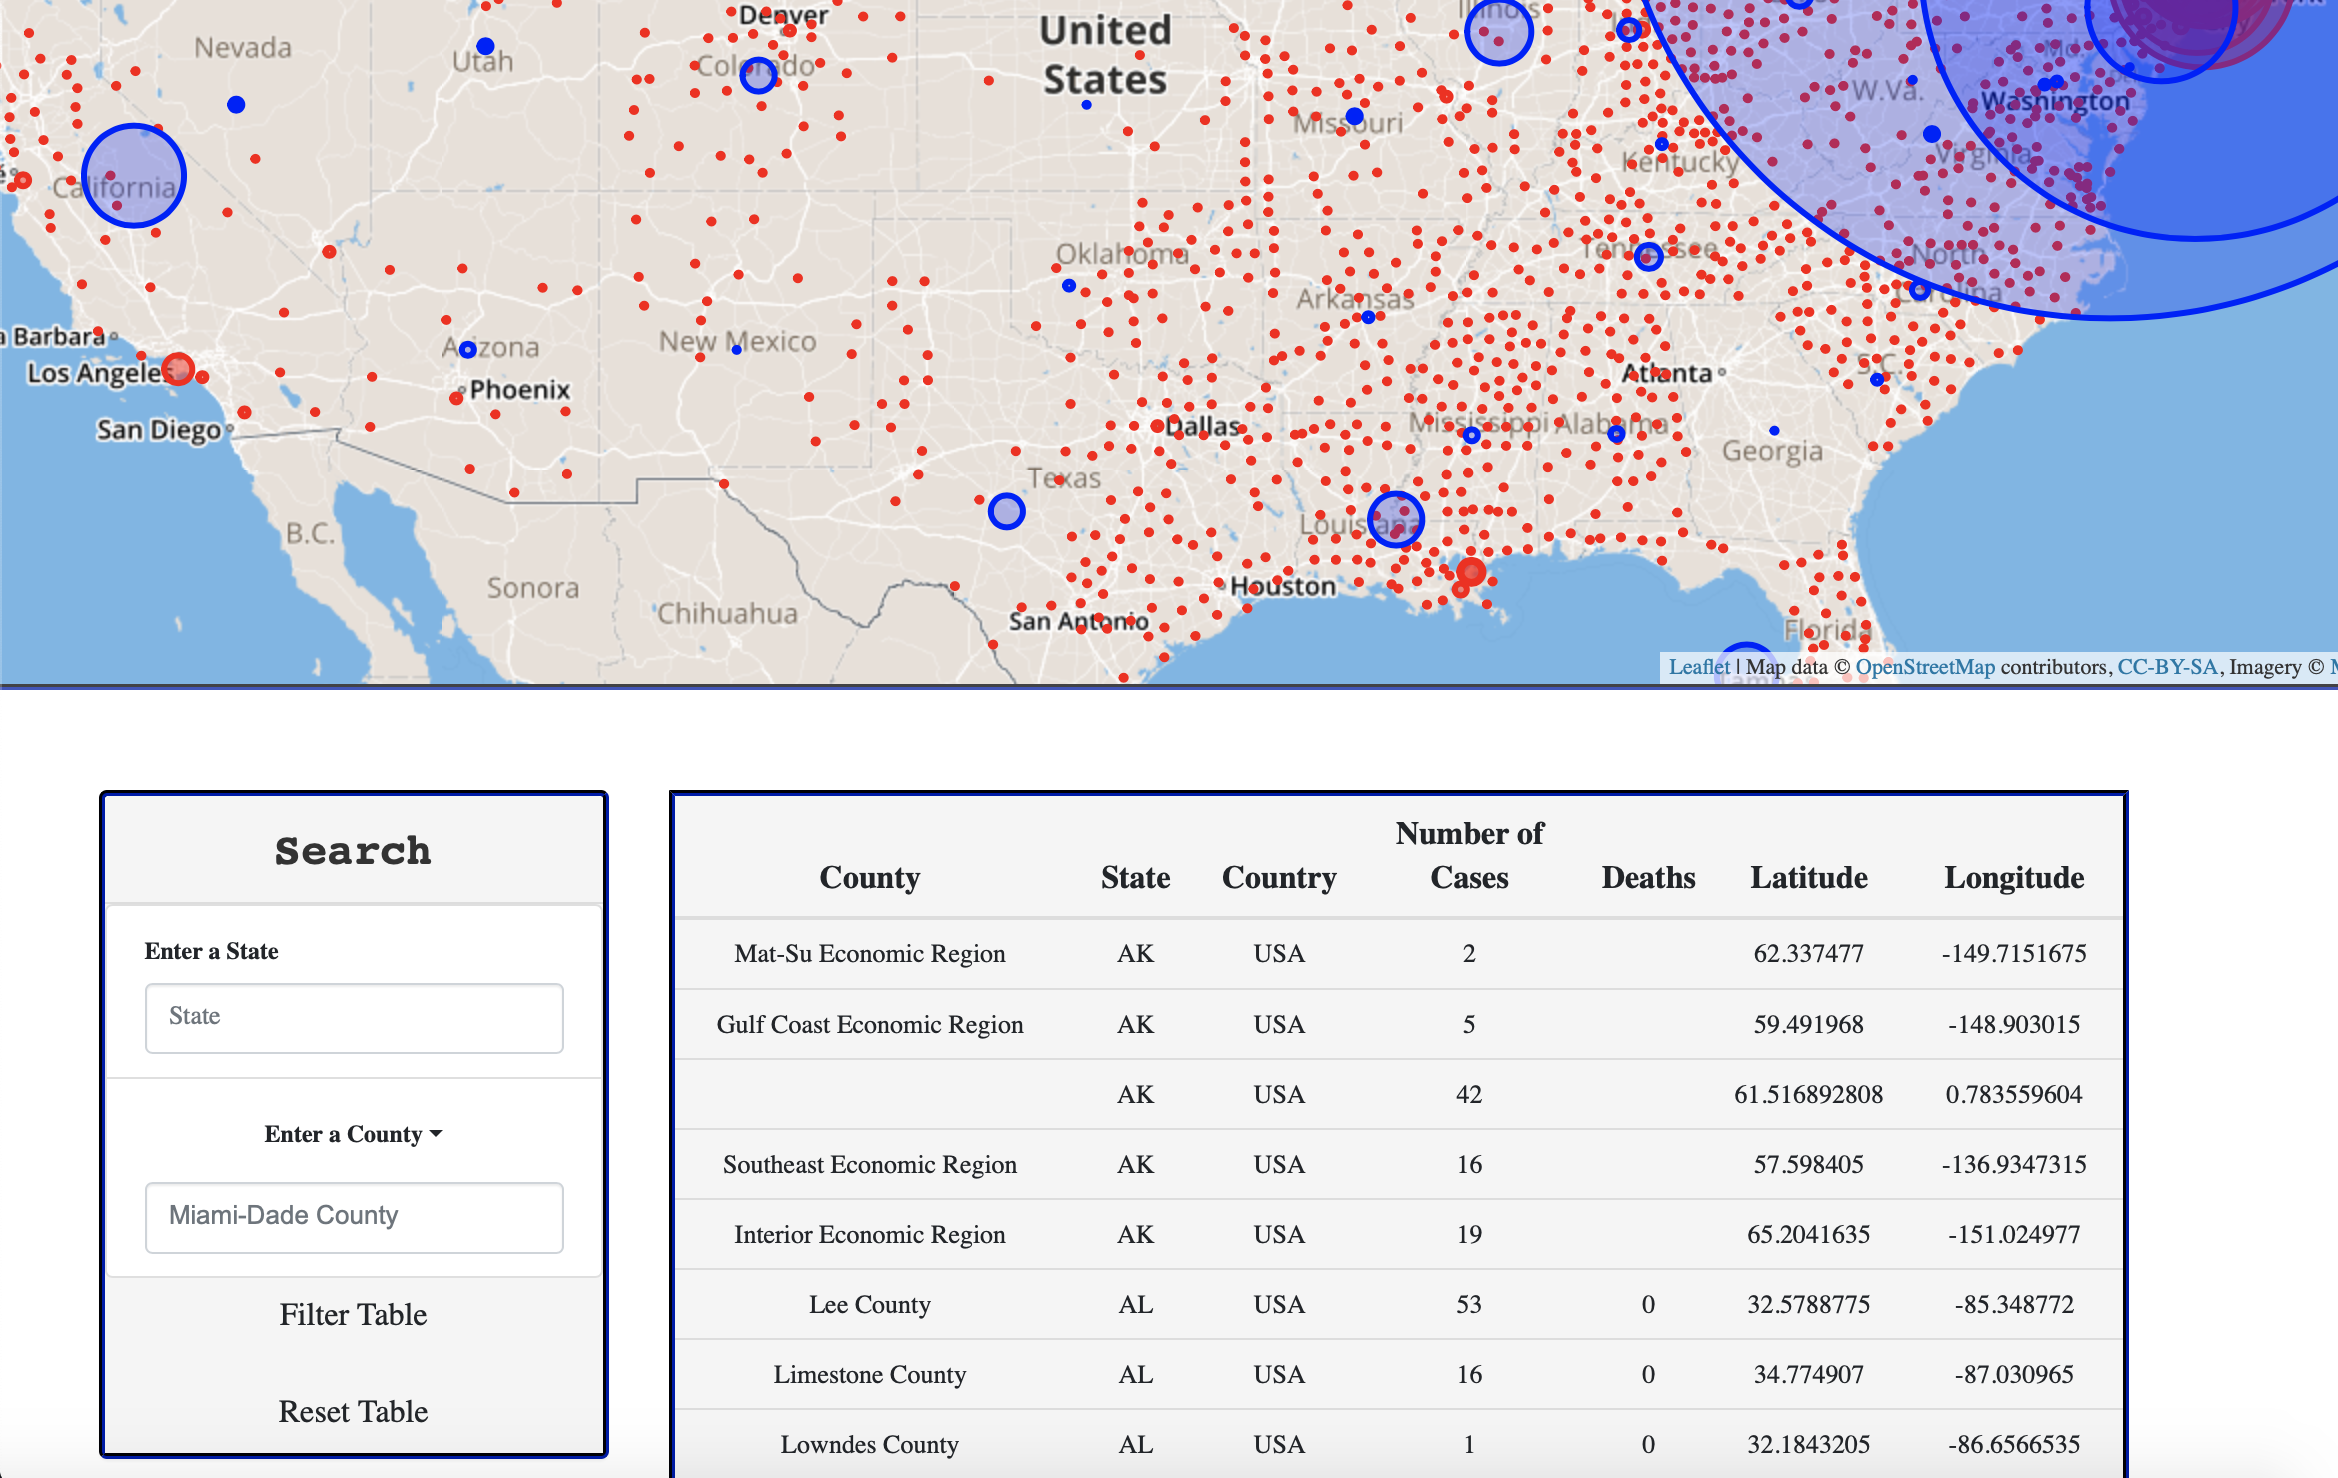 Denver
United
States
Illinois
Nevada
Utah
Colorado
Md.
W.Va.
Washington
Missouri
Virginia
Kentucky
California
Oklahoma
Tennessee
North
Carolina
Arkansas
a Barbara
Arizona
New Mexico
Los Angeles
Phoenix
Atlanta
S.C.
San Diego
Dallas
Mississippi
Alabama
Georgia
Texas
Louisiana
B.C.
Sonora
Chihuahua
Houston
San Antonio
Florida
Tampa
Leaflet | Map data © OpenStreetMap contributors, CC-BY-SA, Imagery © M
Search
Enter a State
State
Enter a County
Miami-Dade County
Filter Table
Reset Table
County State Country Number of Cases Deaths Latitude Longitude
Mat-Su Economic Region AK USA 2 62.337477 -149.7151675
Gulf Coast Economic Region AK USA 5 59.491968 -148.903015
AK USA 42 61.516892808 0.783559604
Southeast Economic Region AK USA 16 57.598405 -136.9347315
Interior Economic Region AK USA 19 65.2041635 -151.024977
Lee County AL USA 53 0 32.5788775 -85.348772
Limestone County AL USA 16 0 34.774907 -87.030965
Lowndes County AL USA 1 0 32.1843205 -86.6566535